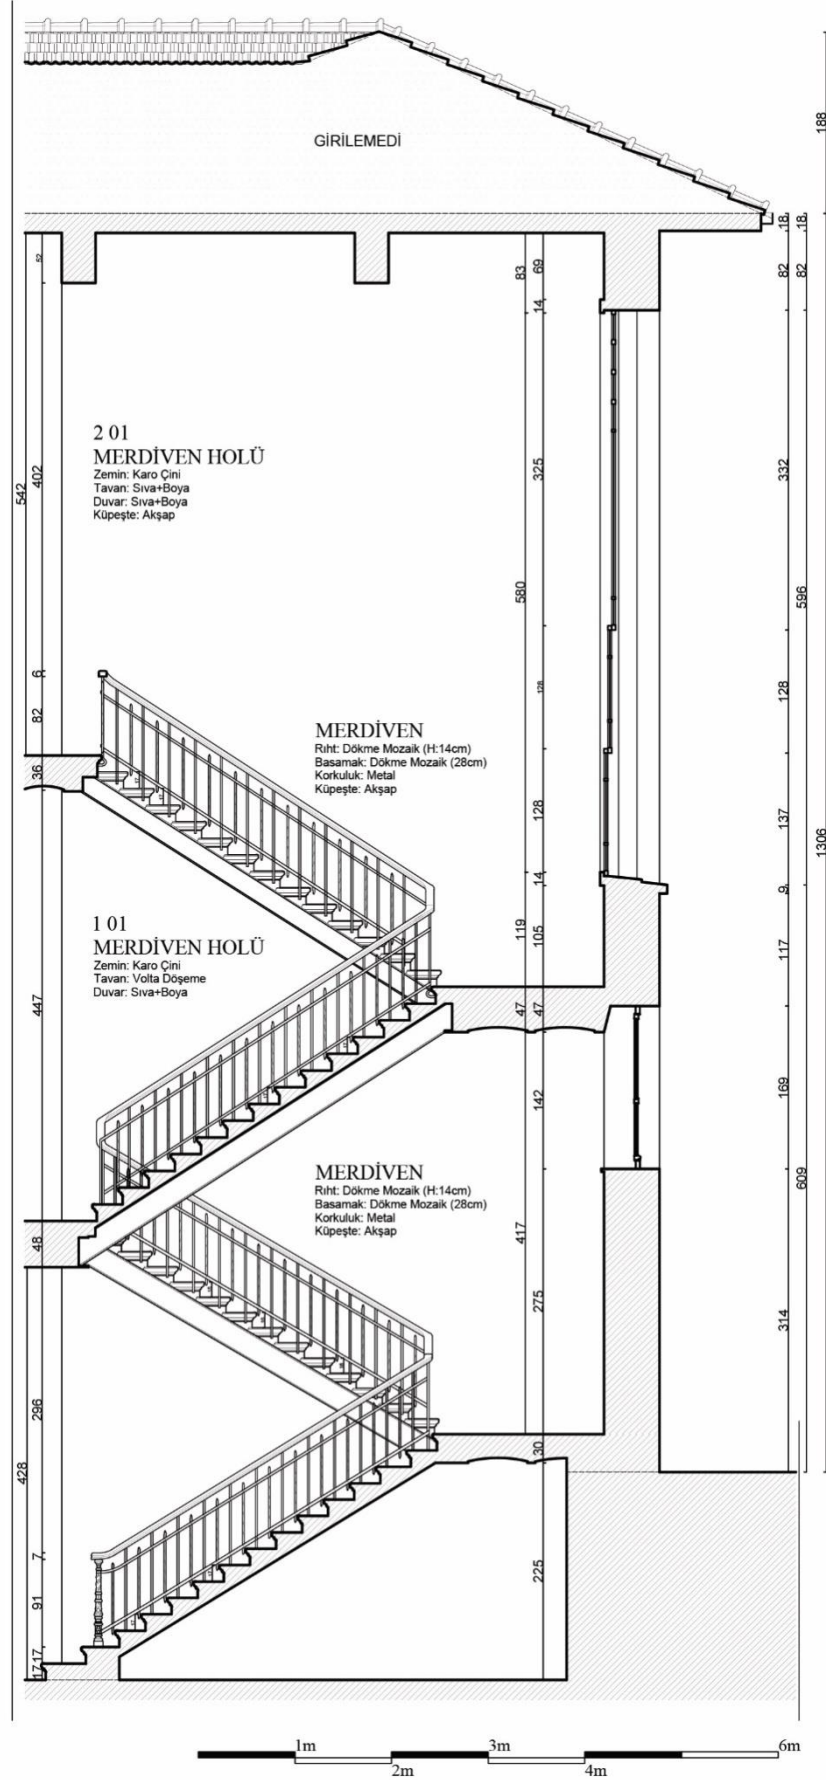 188
GİRİLEMEDİ
18
18
52
83
69
82
82
14
2 01
MERDİVEN HOLÜ
Zemin: Karo Çini
Tavan: Sıva+Boya
Duvar: Sıva+Boya
Küpeşte: Akşap
542
402
325
332
580
596
6
82
128
128
MERDİVEN
Rıht: Dökme Mozaik (H:14cm)
Basamak: Dökme Mozaik (28cm)
Korkuluk: Metal
Küpeşte: Akşap
36
128
137
1306
14
9
1 01
MERDİVEN HOLÜ
Zemin: Karo Çini
Tavan: Volta Döşeme
Duvar: Sıva+Boya
119
105
117
447
47
47
142
169
MERDİVEN
Rıht: Dökme Mozaik (H:14cm)
Basamak: Dökme Mozaik (28cm)
Korkuluk: Metal
Küpeşte: Akşap
609
48
417
275
314
296
428
30
7
91
225
17
17
1m
3m
6m
2m
4m